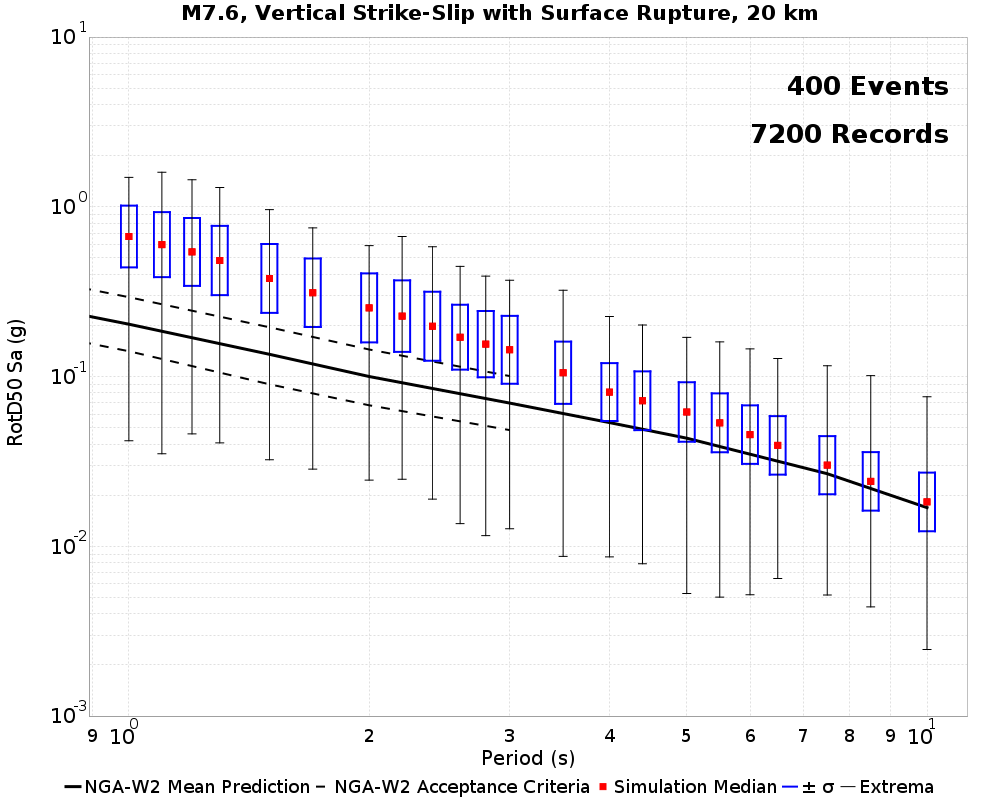 M7.6, Vertical Strike-Slip with Surface Rupture, 20 km
400 Events
7200 Records
10^1
10^0
10^-1
10^-2
10^-3
RotD50 Sa (g)
9 10^0 2 3 4 5 6 7 8 9 10^1
Period (s)
NGA-W2 Mean Prediction NGA-W2 Acceptance Criteria Simulation Median ± σ Extrema